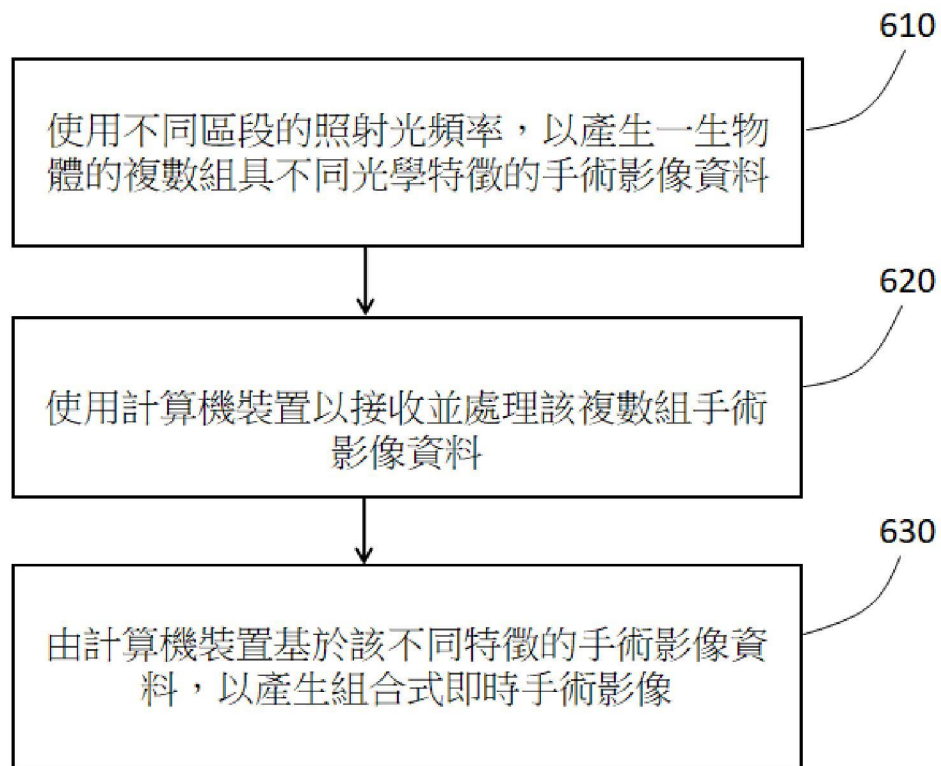 610
使用不同區段的照射光頻率，以產生一生物
體的複數組具不同光學特徵的手術影像資料
620
使用計算機裝置以接收並處理該複數組手術
影像資料
630
由計算機裝置基於該不同特徵的手術影像資
料，以產生組合式即時手術影像